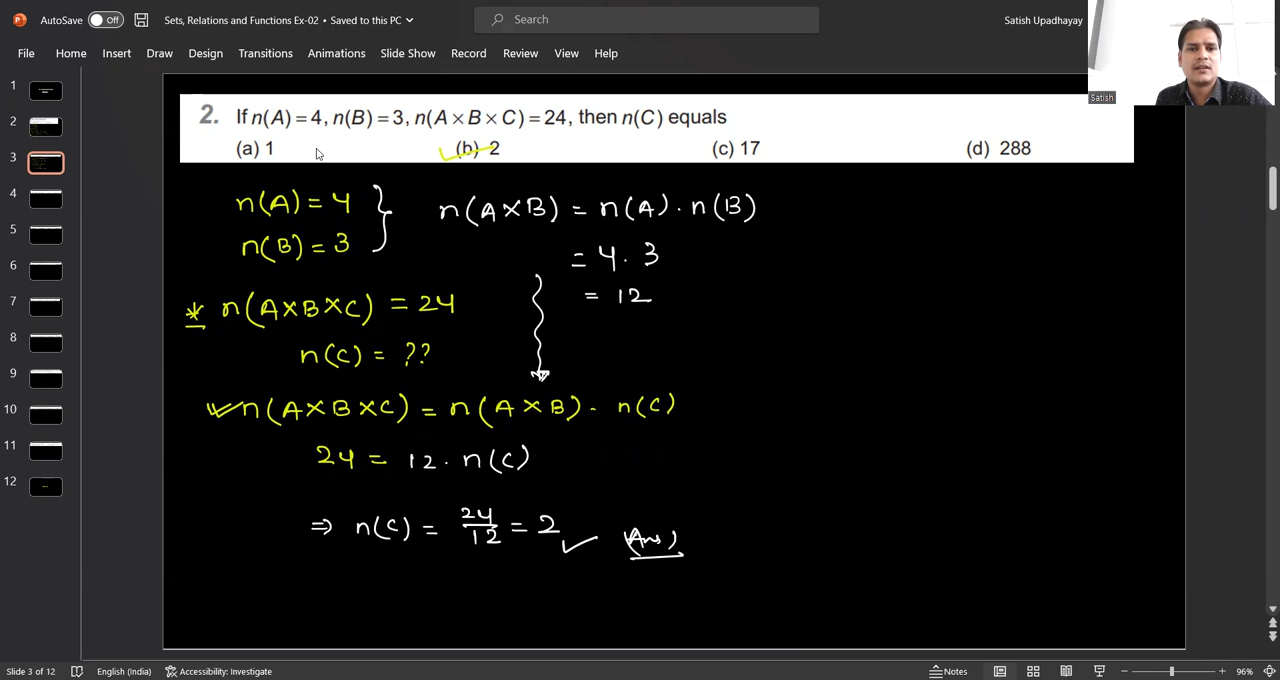 AutoSave Off Sets, Relations and Functions Ex-02 • Saved to this PC Search Satish Upadhayay
File Home Insert Draw Design Transitions Animations Slide Show Record Review View Help
Satish
1
2
3
4
5
6
7
8
9
10
11
12
2. If n(A) = 4, n(B) = 3, n(A × B × C) = 24, then n(C) equals
(a) 1 (b) 2 (c) 17 (d) 288
n(A) = 4
n(B) = 3
n(A×B) = n(A) · n(B)
= 4 · 3
= 12
* n(A×B×C) = 24
n(C) = ??
n(A×B×C) = n(A×B) · n(C)
24 = 12 · n(C)
⇒ n(C) = 24/12 = 2 (Ans)
Slide 3 of 12 English (India) Accessibility: Investigate Notes 96%